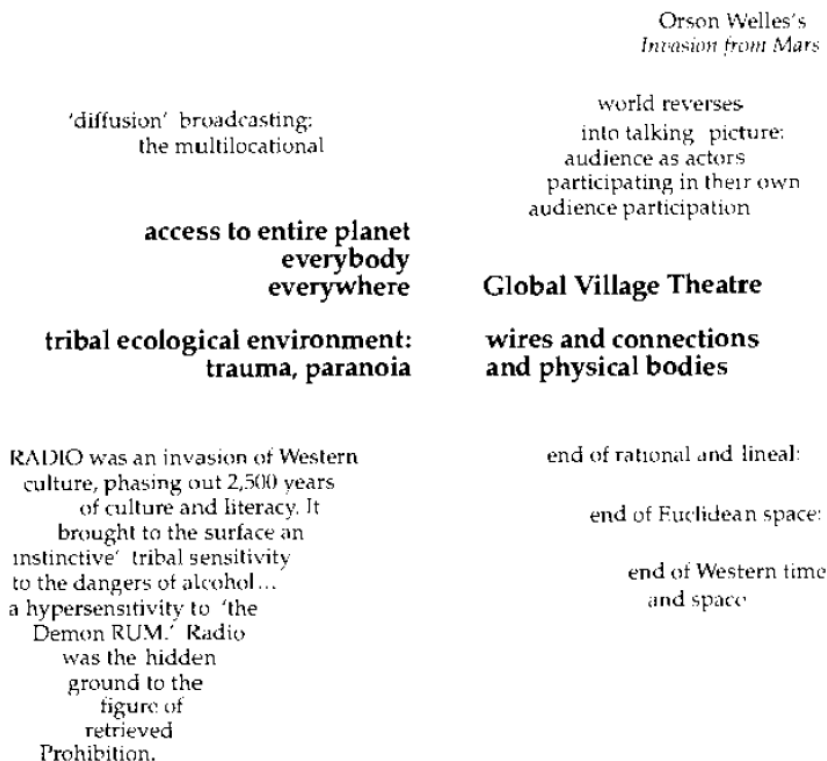 Orson Welles's
Invasion from Mars
'diffusion' broadcasting:
the multilocational
world reverses
into talking picture:
audience as actors
participating in their own
audience participation
access to entire planet
everybody
everywhere
Global Village Theatre
tribal ecological environment:
trauma, paranoia
wires and connections
and physical bodies
RADIO was an invasion of Western
culture, phasing out 2,500 years
of culture and literacy. It
brought to the surface an
instinctive' tribal sensitivity
to the dangers of alcohol...
a hypersensitivity to 'the
Demon RUM.' Radio
was the hidden
ground to the
figure of
retrieved
Prohibition.
end of rational and lineal:
end of Euclidean space:
end of Western time
and space